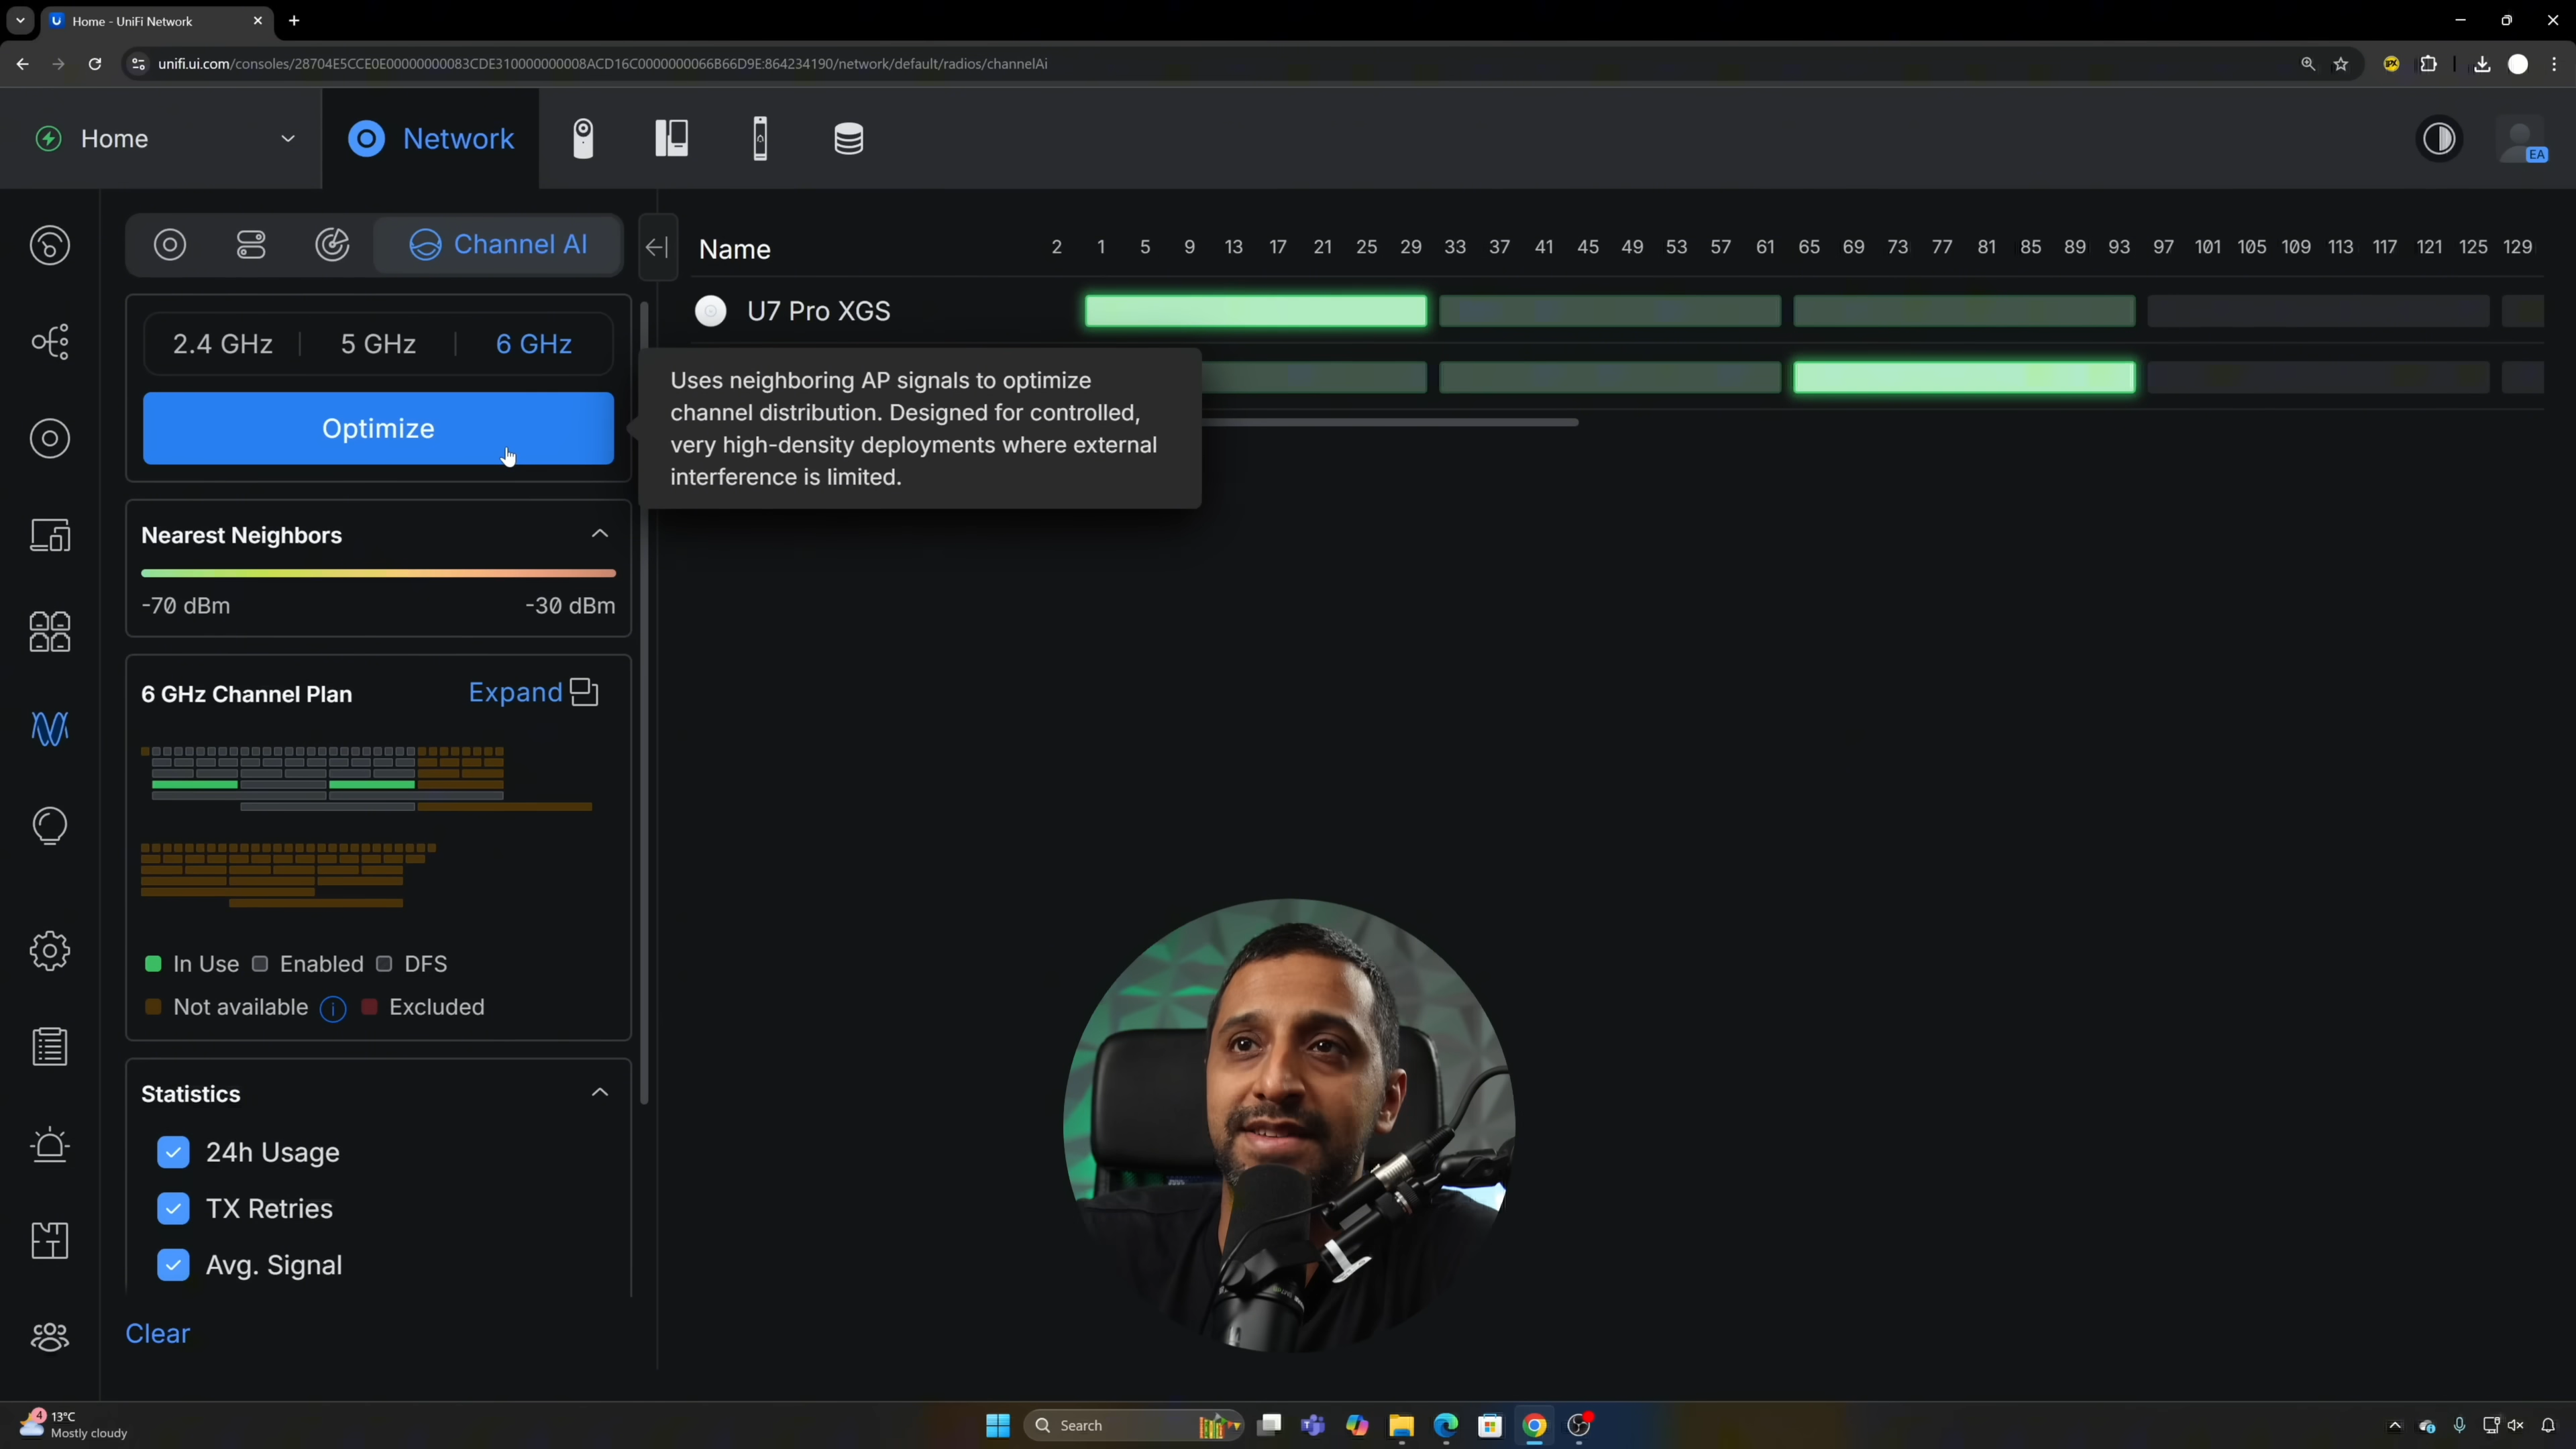 Home - UniFi Network
unifi.ui.com/consoles/28704E5CCE0E00000000083CDE310000000008ACD16C0000000066B66D9E:864234190/network/default/radios/channelAi
Home
Network
EA
Channel AI
Name 2 1 5 9 13 17 21 25 29 33 37 41 45 49 53 57 61 65 69 73 77 81 85 89 93 97 101 105 109 113 117 121 125 129
U7 Pro XGS
2.4 GHz 5 GHz 6 GHz
Optimize
Uses neighboring AP signals to optimize
channel distribution. Designed for controlled,
very high-density deployments where external
interference is limited.
Nearest Neighbors
-70 dBm -30 dBm
6 GHz Channel Plan Expand
In Use Enabled DFS
Not available Excluded
Statistics
24h Usage
TX Retries
Avg. Signal
Clear
4
13°C
Mostly cloudy
Search